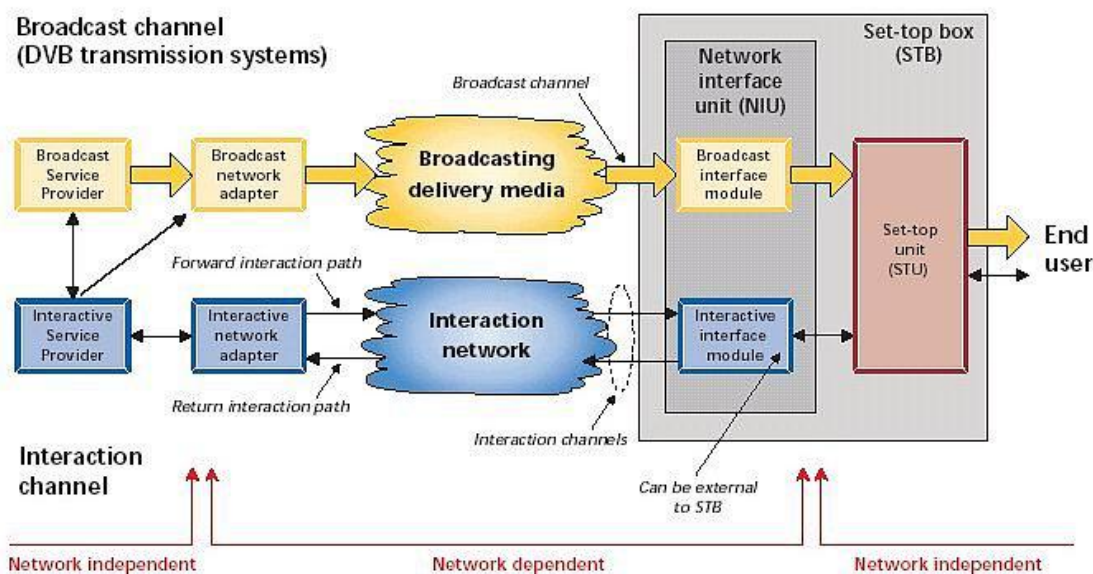 Broadcast channel
(DVB transmission systems)
Set-top box
(STB)
Network
interface
unit (NIU)
Broadcast channel
Broadcast
Service
Provider
Broadcast
network
adapter
Broadcasting
delivery media
Broadcast
interface
module
Set-top
unit
(STU)
End
user
Forward interaction path
Interactive
Service
Provider
Interactive
network
adapter
Interaction
network
Interactive
interface
module
Return interaction path
Interaction channels
Interaction
channel
Can be external
to STB
Network independent
Network dependent
Network independent